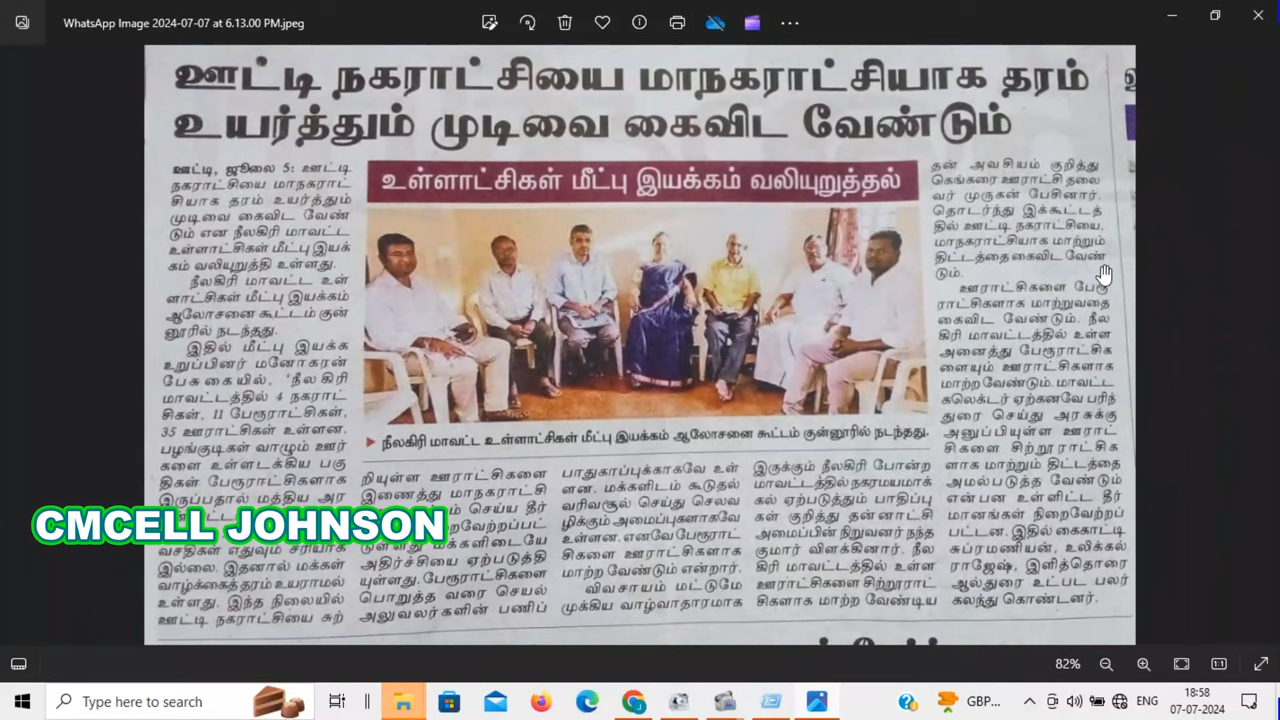 WhatsApp Image 2024-07-07 at 6.13.00 PM.jpeg
ஊட்டி நகராட்சியை மாநகராட்சியாக தரம்
உயர்த்தும் முடிவை கைவிட வேண்டும்
உள்ளாட்சிகள் மீட்பு இயக்கம் வலியுறுத்தல்
ஊட்டி, ஜூலை 5: ஊட்டி
நகராட்சியை மாநகராட்
சியாக தரம் உயர்த்தும்
முடிவை கைவிட வேண்
டும் என நீலகிரி மாவட்ட
உள்ளாட்சிகள் மீட்பு இயக்
கம் வலியுறுத்தி உள்ளது.
நீலகிரி மாவட்ட உள்
ளாட்சிகள் மீட்பு இயக்கம்
ஆலோசனை கூட்டம் குன்
னூரில் நடந்தது.
இதில் மீட்பு இயக்க
உறுப்பினர் மனோகரன்
பேசுகையில், 'நீலகிரி
மாவட்டத்தில் 4 நகராட்
சிகள், 11 பேரூராட்சிகள்,
35 ஊராட்சிகள் உள்ளன.
பழங்குடிகள் வாழும் ஊர்
களை உள்ளடக்கிய பகு
திகள் பேரூராட்சிகளாக
இருப்பதால் மத்திய அர
CMCELL JOHNSON
வசதிகள் எதுவும் சரியாக
இல்லை. இதனால் மக்கள்
வாழ்க்கைத்தரம் உயராமல்
உள்ளது. இந்த நிலையில்
ஊட்டி நகராட்சியை சுற்
நீலகிரி மாவட்ட உள்ளாட்சிகள் மீட்பு இயக்கம் ஆலோசனை கூட்டம் குன்னூரில் நடந்தது.
றியுள்ள ஊராட்சிகளை
இணைத்து மாநகராட்சி
செய்ய தீர்
றவேற்றப்பட்
டுள்ளது மக்களிடையே
அதிர்ச்சியை ஏற்படுத்தி
யுள்ளது. பேரூராட்சிகளை
பொறுத்த வரை செயல்
அலுவலர்களின் பணிப்
பாதுகாப்புக்காகவே உள்
ளன. மக்களிடம் கூடுதல்
வரிவசூல் செய்து செலவ
ழிக்கும் அமைப்புகளாகவே
உள்ளன. எனவே பேரூராட்
சிகளை ஊராட்சிகளாக
மாற்ற வேண்டும் என்றார்.
விவசாயம் மட்டுமே
முக்கிய வாழ்வாதாரமாக
இருக்கும் நீலகிரி போன்ற
மாவட்டத்தில் நகரமயமாக்
கல் ஏற்படுத்தும் பாதிப்பு
கள் குறித்து தன்னாட்சி
அமைப்பின் நிறுவனர் நந்த
குமார் விளக்கினார். நீல
கிரி மாவட்டத்தில் உள்ள
ஊராட்சிகளை சிற்றூராட்
சிகளாக மாற்ற வேண்டிய
தன் அவசியம் குறித்து
கெங்கரை ஊராட்சி தலை
வர் முருகன் பேசினார்.
தொடர்ந்து இக்கூட்டத்
தில் ஊட்டி நகராட்சியை,
மாநகராட்சியாக மாற்றும்
திட்டத்தை கைவிட வேண்
டும்.
ஊராட்சிகளை பேரூ
ராட்சிகளாக மாற்றுவதை
கைவிட வேண்டும். நீல
கிரி மாவட்டத்தில் உள்ள
அனைத்து பேரூராட்சிக
ளையும் ஊராட்சிகளாக
மாற்ற வேண்டும். மாவட்ட
கலெக்டர் ஏற்கனவே பரிந்
துரை செய்து அரசுக்கு
அனுப்பியுள்ள ஊராட்
சிகளை சிற்றூராட்சிக
ளாக மாற்றும் திட்டத்தை
அமல்படுத்த வேண்டும்
என்பன உள்ளிட்ட தீர்
மானங்கள் நிறைவேற்றப்
பட்டன. இதில் கைகாட்டி
சுப்ரமணியன், உலிக்கல்
ராஜேஷ், இளித்தொரை
ஆல்துரை உட்பட பலர்
கலந்து கொண்டனர்.
82%
Type here to search
GBP...
ENG
18:58
07-07-2024